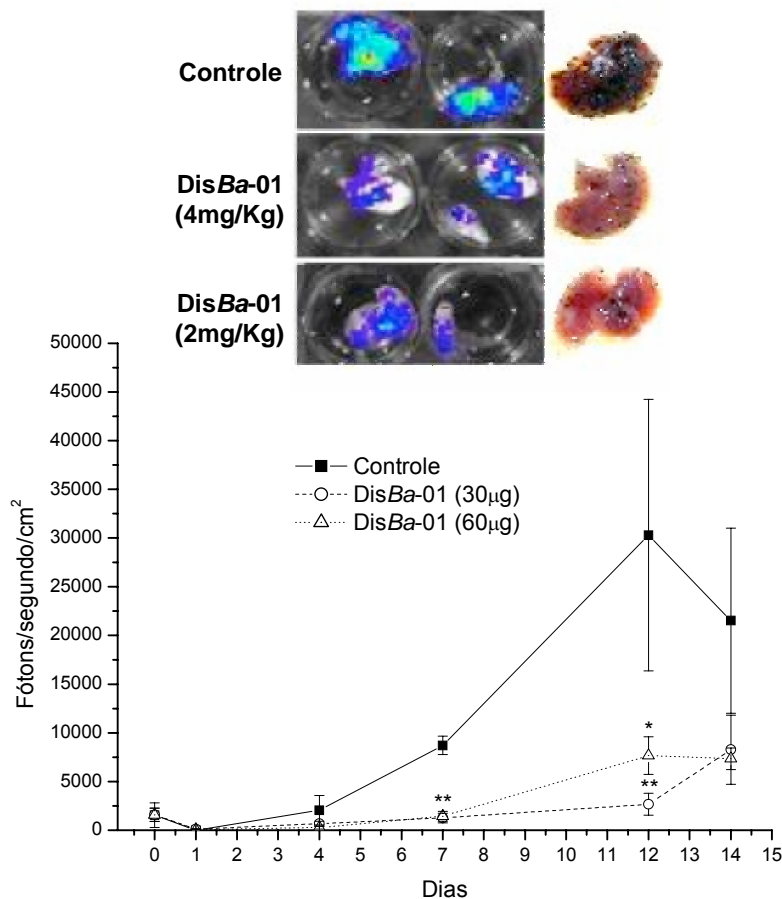 Controle
DisBa-01
(4mg/Kg)
DisBa-01
(2mg/Kg)
50000
45000
40000
35000
30000
25000
20000
15000
10000
5000
0
Fótons/segundo/cm²
Controle
DisBa-01 (30µg)
DisBa-01 (60µg)
*
**
**
0 1 2 3 4 5 6 7 8 9 10 11 12 13 14 15
Dias